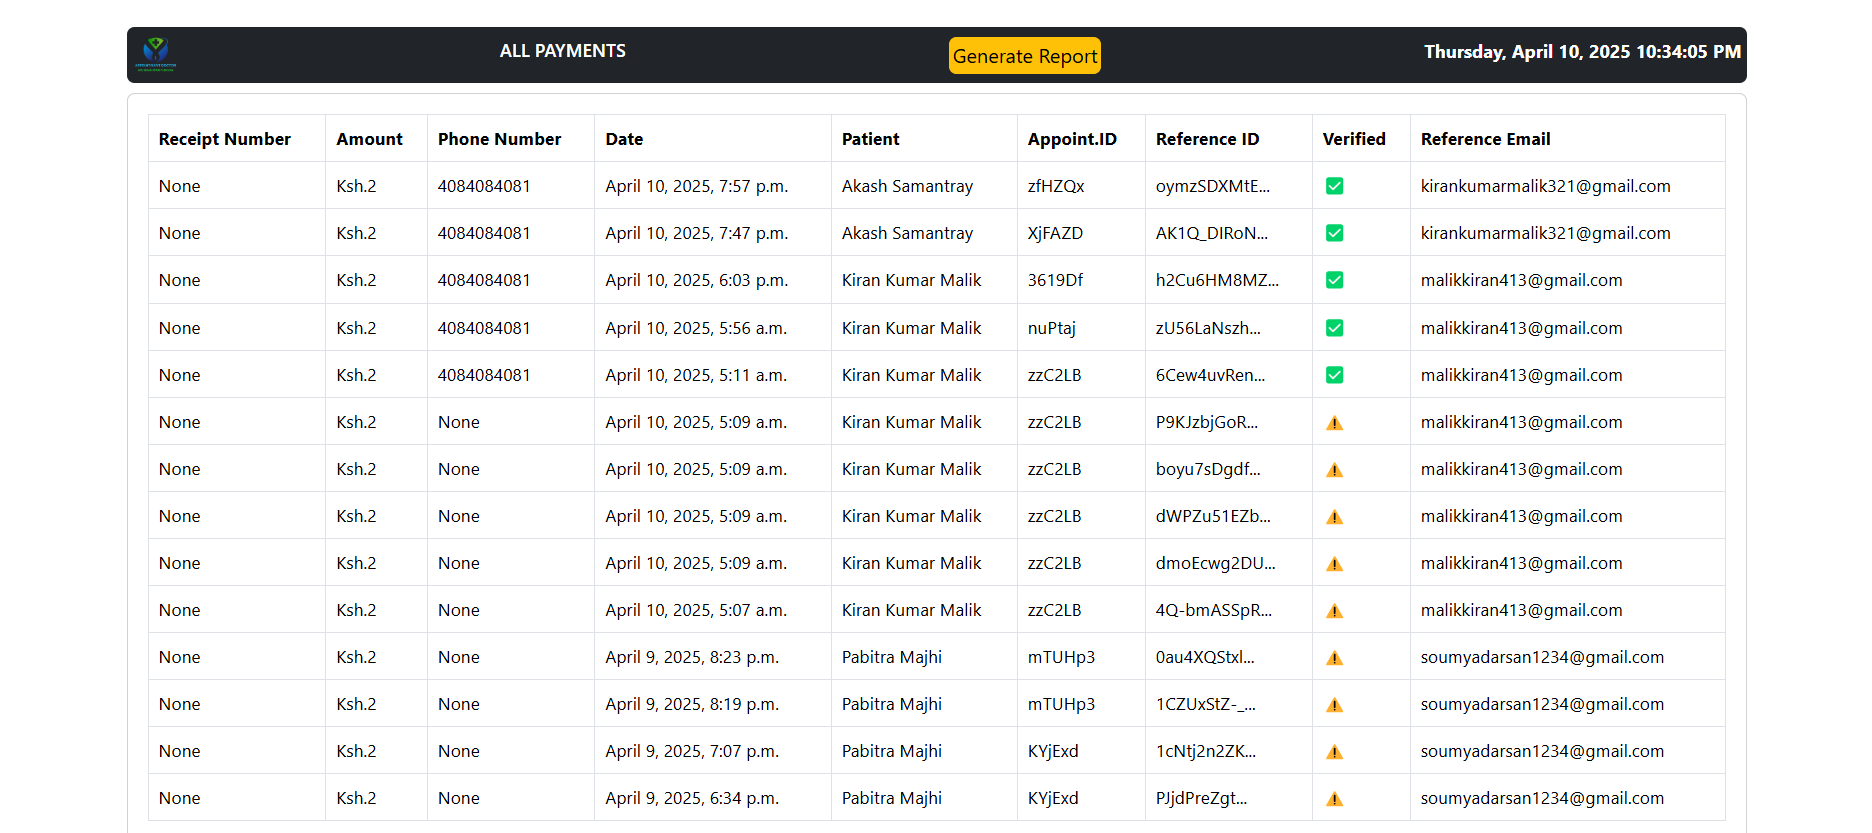 ALL PAYMENTS
Generate Report
Thursday, April 10, 2025 10:34:05 PM
Receipt Number Amount Phone Number Date Patient Appoint.ID Reference ID Verified Reference Email
None Ksh.2 4084084081 April 10, 2025, 7:57 p.m. Akash Samantray zfHZQx oymzSDXMtE... kirankumarmalik321@gmail.com
None Ksh.2 4084084081 April 10, 2025, 7:47 p.m. Akash Samantray XjFAZD AK1Q_DIRoN... kirankumarmalik321@gmail.com
None Ksh.2 4084084081 April 10, 2025, 6:03 p.m. Kiran Kumar Malik 3619Df h2Cu6HM8MZ... malikkiran413@gmail.com
None Ksh.2 4084084081 April 10, 2025, 5:56 a.m. Kiran Kumar Malik nuPtaj zU56LaNszh... malikkiran413@gmail.com
None Ksh.2 4084084081 April 10, 2025, 5:11 a.m. Kiran Kumar Malik zzC2LB 6Cew4uvRen... malikkiran413@gmail.com
None Ksh.2 None April 10, 2025, 5:09 a.m. Kiran Kumar Malik zzC2LB P9KJzbjGoR... malikkiran413@gmail.com
None Ksh.2 None April 10, 2025, 5:09 a.m. Kiran Kumar Malik zzC2LB boyu7sDgdf... malikkiran413@gmail.com
None Ksh.2 None April 10, 2025, 5:09 a.m. Kiran Kumar Malik zzC2LB dWPZu51EZb... malikkiran413@gmail.com
None Ksh.2 None April 10, 2025, 5:09 a.m. Kiran Kumar Malik zzC2LB dmoEcwg2DU... malikkiran413@gmail.com
None Ksh.2 None April 10, 2025, 5:07 a.m. Kiran Kumar Malik zzC2LB 4Q-bmASSpR... malikkiran413@gmail.com
None Ksh.2 None April 9, 2025, 8:23 p.m. Pabitra Majhi mTUHp3 0au4XQStxl... soumyadarsan1234@gmail.com
None Ksh.2 None April 9, 2025, 8:19 p.m. Pabitra Majhi mTUHp3 1CZUxStZ-_... soumyadarsan1234@gmail.com
None Ksh.2 None April 9, 2025, 7:07 p.m. Pabitra Majhi KYjExd 1cNtj2n2ZK... soumyadarsan1234@gmail.com
None Ksh.2 None April 9, 2025, 6:34 p.m. Pabitra Majhi KYjExd PJjdPreZgt... soumyadarsan1234@gmail.com